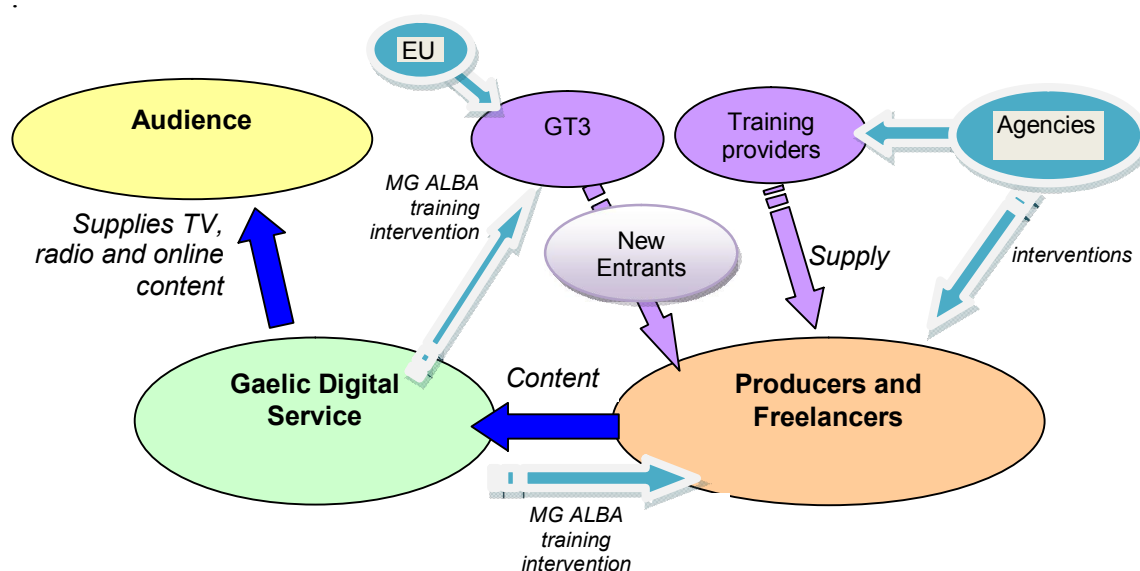 .
EU
Audience
GT3
Training
providers
Agencies
MG ALBA
training
intervention
Supplies TV,
radio and online
content
New
Entrants
Supply
interventions
Gaelic Digital
Service
Content
Producers and
Freelancers
MG ALBA
training
intervention